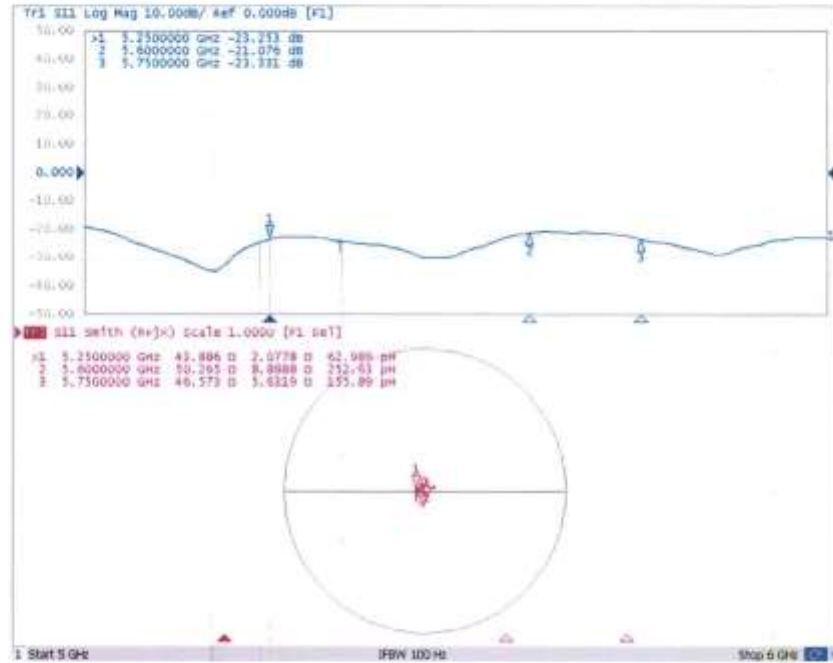 Tr1 S11 Log Mag 10.00dB/ Ref 0.000dB [F1]
50.00
>1 5.2500000 GHz -23.253 dB
2 5.6000000 GHz -21.076 dB
3 5.7500000 GHz -23.331 dB
40.00
30.00
20.00
10.00
0.000
-10.00
-20.00
-30.00
-40.00
-50.00
1
2
3
S11 Smith (R+jX) Scale 1.000U [F1 Del]
>1 5.2500000 GHz 43.886 Ω 2.0778 Ω 62.986 pH
2 5.6000000 GHz 50.265 Ω 8.8988 Ω 252.93 pH
3 5.7500000 GHz 46.573 Ω 5.6319 Ω 155.89 pH
1 Start 5 GHz
IFBW 100 Hz
Stop 6 GHz